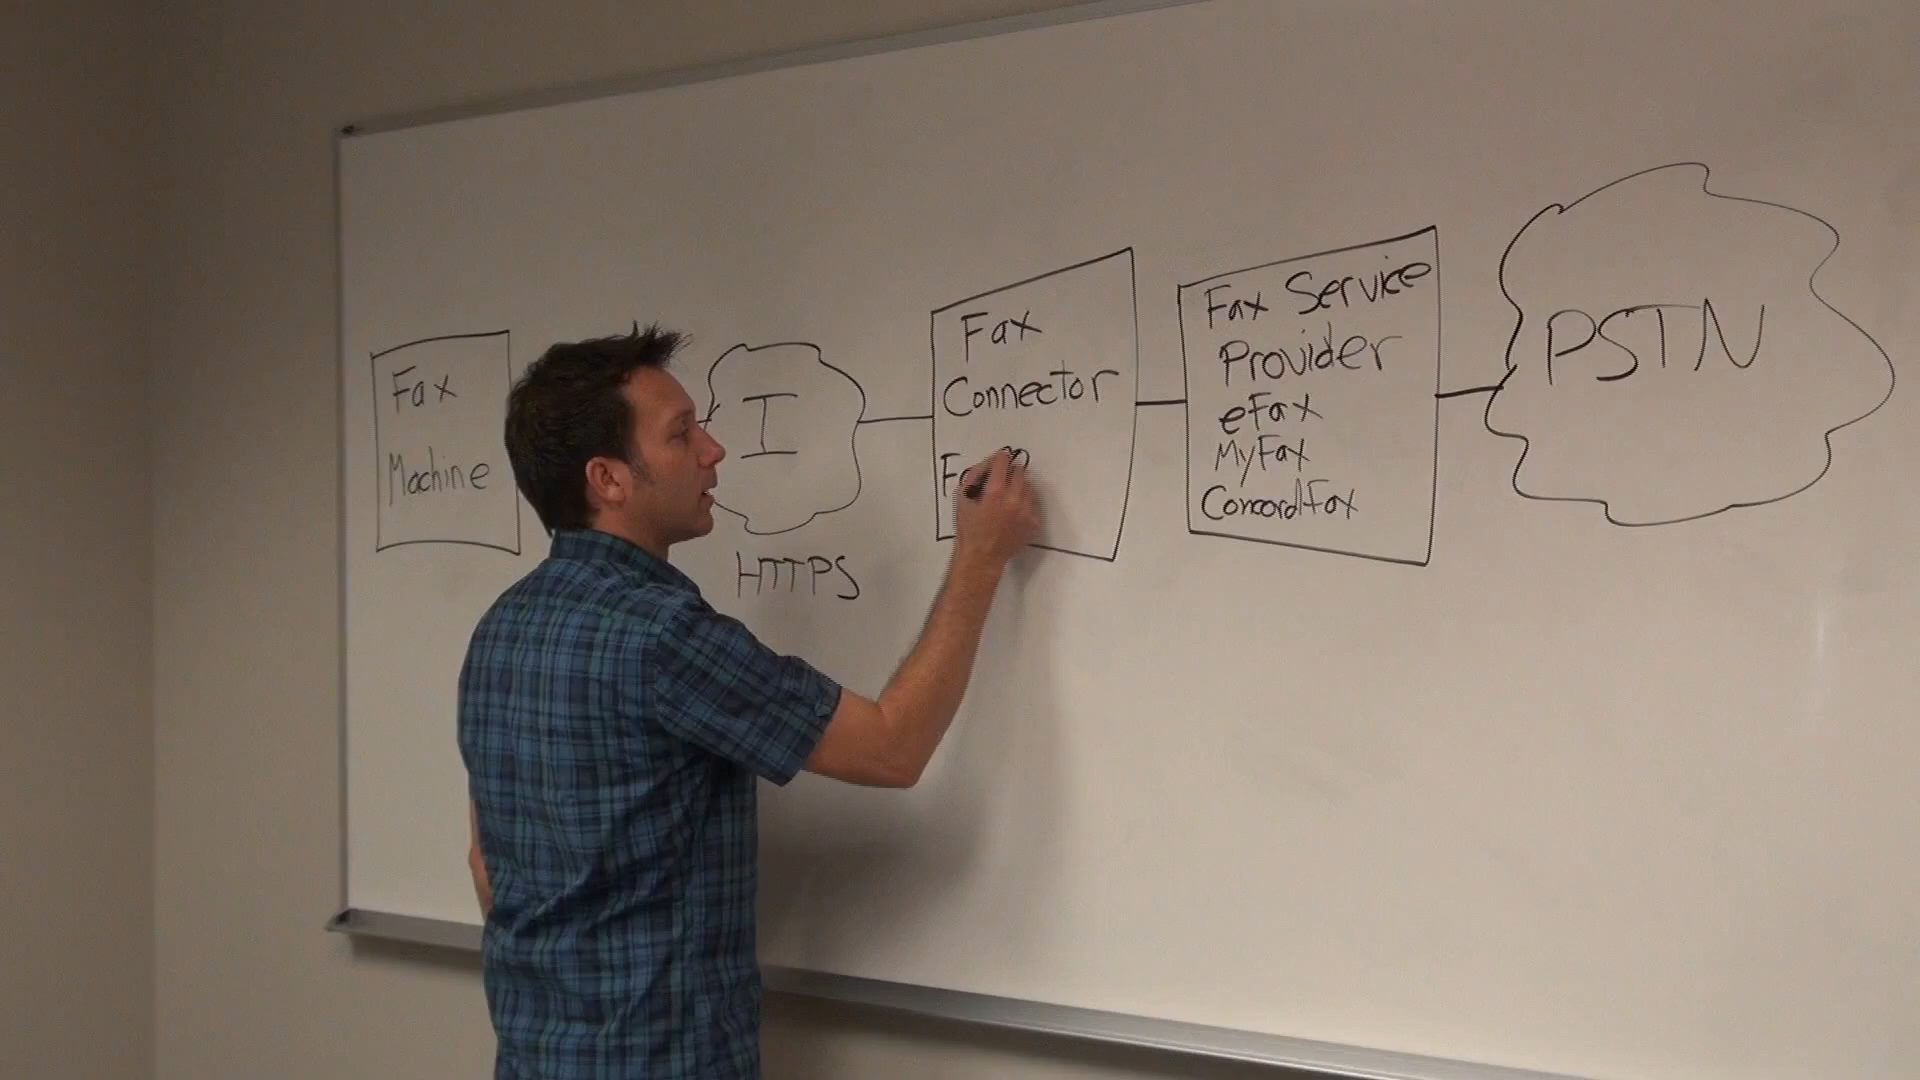 Fax
Machine
I
HTTPS
Fax
Connector
Fax Service
Provider
eFax
MyFax
ConcordFax
PSTN